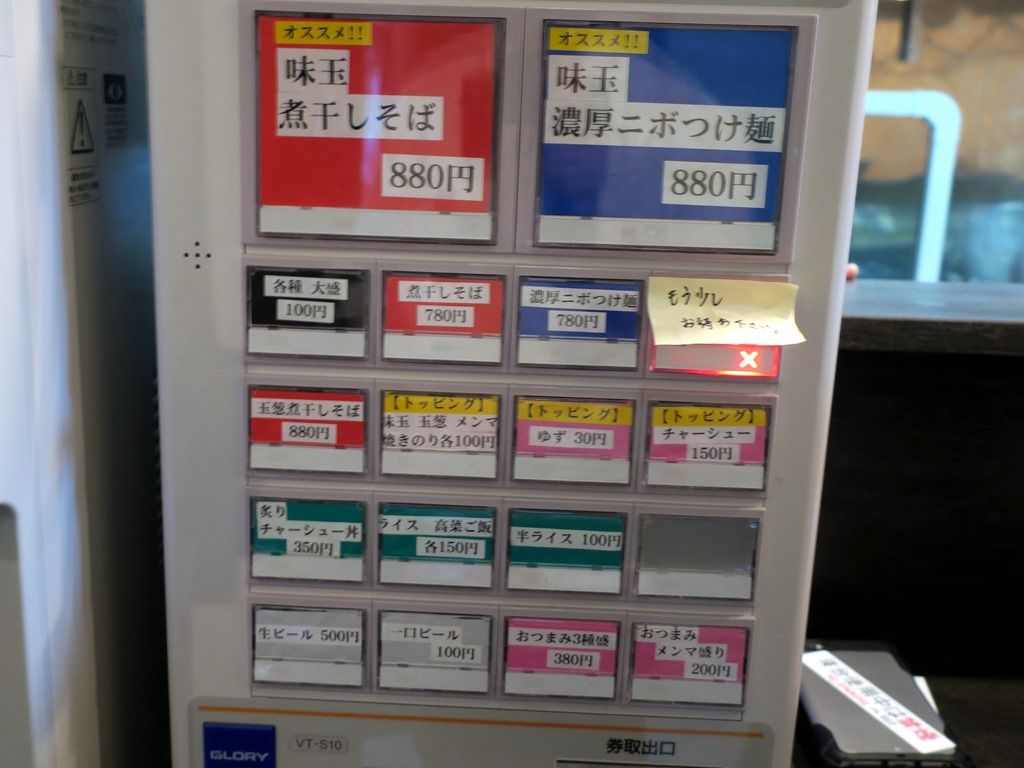 オススメ!!
味玉
煮干しそば
880円
オススメ!!
味玉
濃厚ニボつけ麺
880円
各種 大盛
100円
煮干しそば
780円
濃厚ニボつけ麺
780円
もう少し
お待ち下さい。
×
玉葱煮干しそば
880円
【トッピング】
味玉 玉葱 メンマ
焼きのり各100円
【トッピング】
ゆず 30円
【トッピング】
チャーシュー
150円
炙り
チャーシュー丼
350円
ライス 高菜ご飯
各150円
半ライス 100円
生ビール 500円
一口ビール
100円
おつまみ3種盛
380円
おつまみ
メンマ盛り
200円
GLORY
VT-S10
券取出口
注意